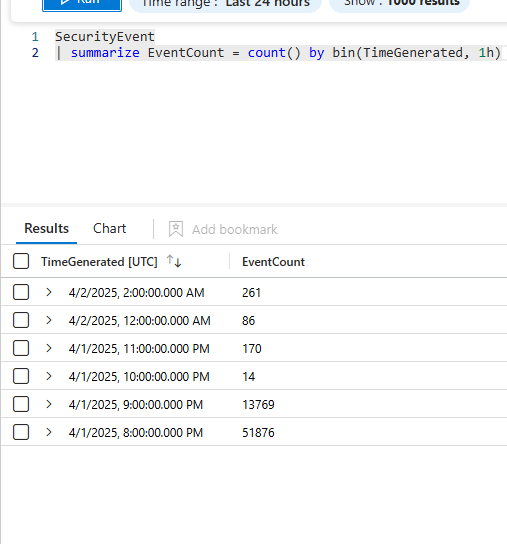 Run Time range : Last 24 hours Show : 1000 results
1 SecurityEvent
2 | summarize EventCount = count() by bin(TimeGenerated, 1h)
Results Chart Add bookmark
TimeGenerated [UTC] ↑↓ EventCount
> 4/2/2025, 2:00:00.000 AM 261
> 4/2/2025, 12:00:00.000 AM 86
> 4/1/2025, 11:00:00.000 PM 170
> 4/1/2025, 10:00:00.000 PM 14
> 4/1/2025, 9:00:00.000 PM 13769
> 4/1/2025, 8:00:00.000 PM 51876